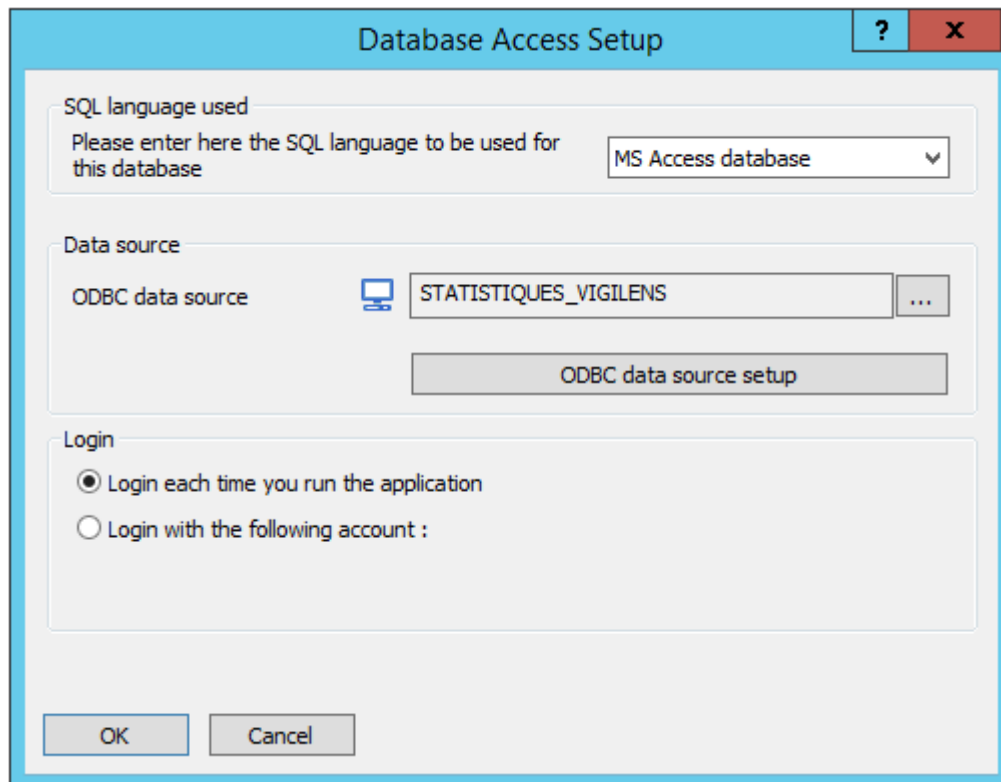 Database Access Setup
?
x
SQL language used
Please enter here the SQL language to be used for
this database
MS Access database
Data source
ODBC data source
STATISTIQUES_VIGILENS
...
ODBC data source setup
Login
Login each time you run the application
Login with the following account :
OK
Cancel